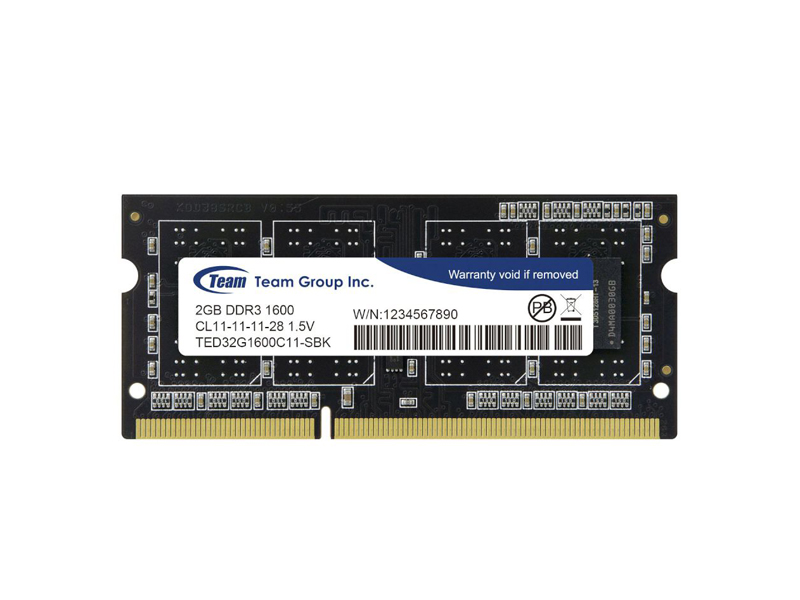 Team Team Group Inc.
Warranty void if removed
2GB DDR3 1600
CL11-11-11-28 1.5V
TED32G1600C11-SBK
W/N:1234567890
PB
D4MA0030GB